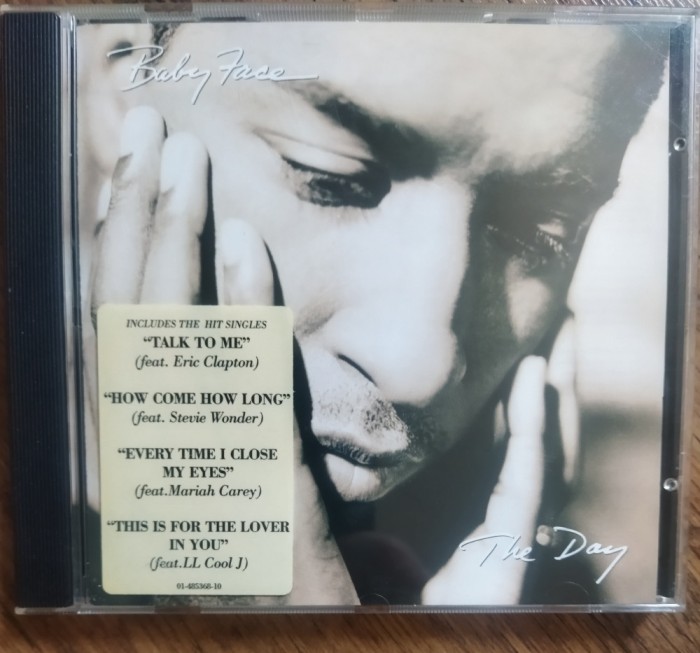 Baby Face
INCLUDES THE HIT SINGLES
“TALK TO ME”
(feat. Eric Clapton)
“HOW COME HOW LONG”
(feat. Stevie Wonder)
“EVERY TIME I CLOSE
MY EYES”
(feat.Mariah Carey)
“THIS IS FOR THE LOVER
IN YOU”
(feat.LL Cool J)
01-485368-10
The Day